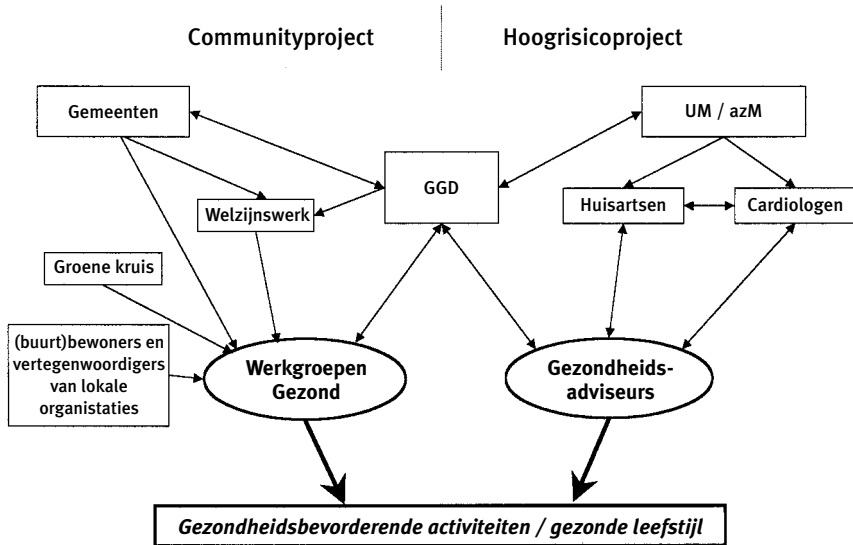 Communityproject
Hoogrisicoproject
Gemeenten
UM / azM
GGD
Welzijnswerk
Huisartsen
Cardiologen
Groene kruis
(buurt)bewoners en
vertegenwoordigers
van lokale
organistaties
Werkgroepen
Gezond
Gezondheids-
adviseurs
Gezondheidsbevorderende activiteiten / gezonde leefstijl